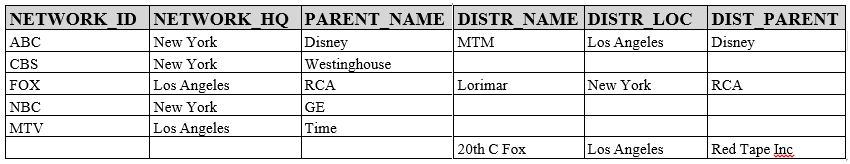 NETWORK_ID NETWORK_HQ PARENT_NAME DISTR_NAME DISTR_LOC DIST_PARENT
ABC New York Disney MTM Los Angeles Disney
CBS New York Westinghouse
FOX Los Angeles RCA Lorimar New York RCA
NBC New York GE
MTV Los Angeles Time
20th C Fox Los Angeles Red Tape Inc